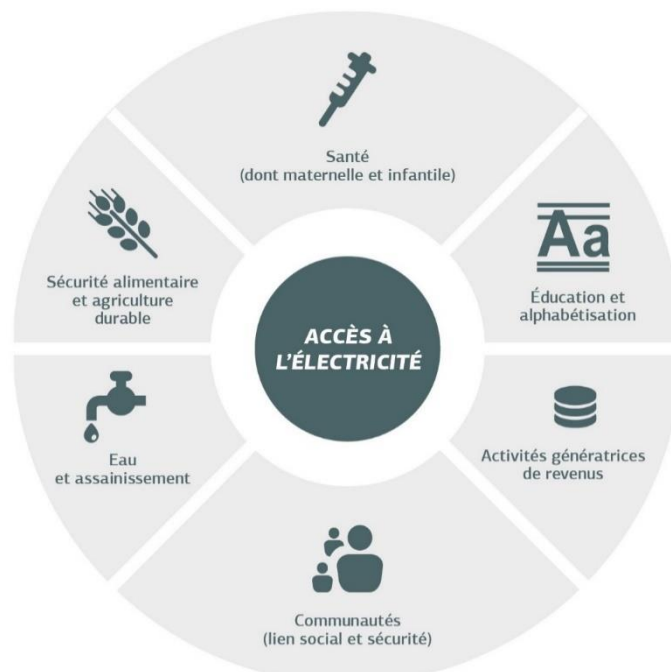 Santé
(dont maternelle et infantile)
Aa
Éducation et
alphabétisation
Activités génératrices
de revenus
Communautés
(lien social et sécurité)
Eau
et assainissement
Sécurité alimentaire
et agriculture
durable
ACCÈS À
L'ÉLECTRICITÉ